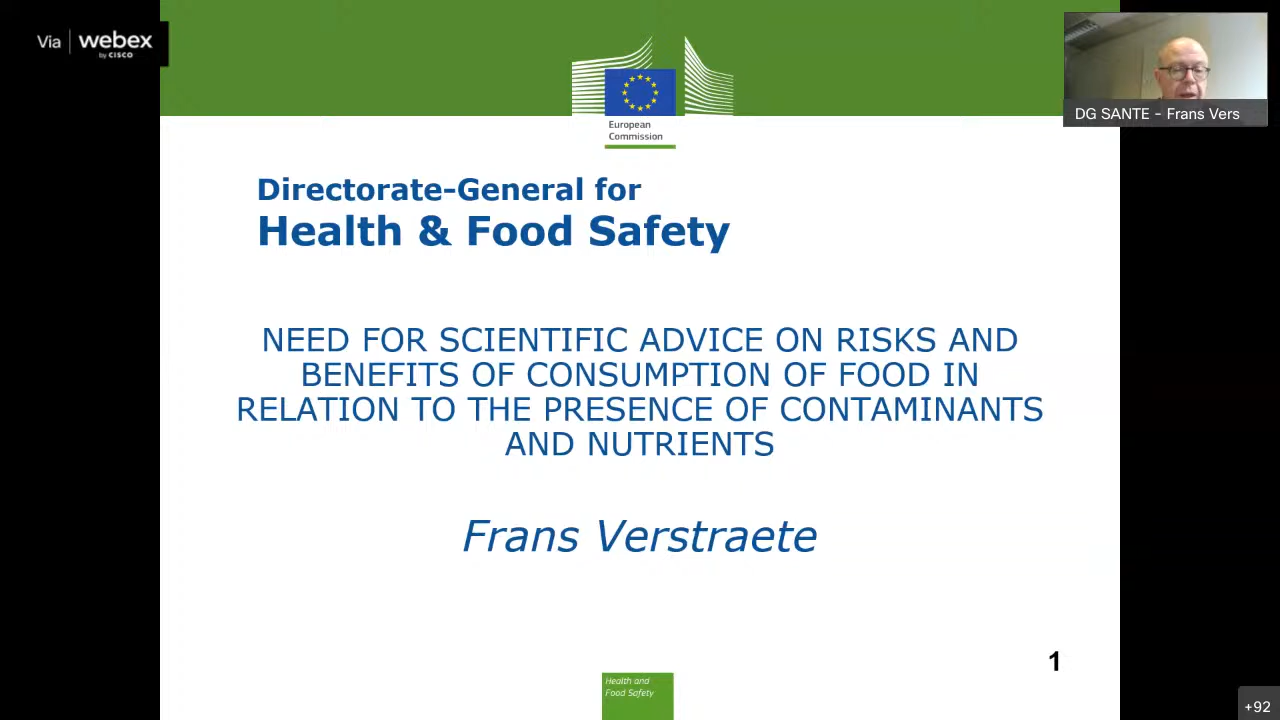 Via webex
by CISCO
DG SANTE - Frans Vers
European
Commission
Directorate-General for
Health & Food Safety
NEED FOR SCIENTIFIC ADVICE ON RISKS AND
BENEFITS OF CONSUMPTION OF FOOD IN
RELATION TO THE PRESENCE OF CONTAMINANTS
AND NUTRIENTS
Frans Verstraete
1
Health and
Food Safety
+92